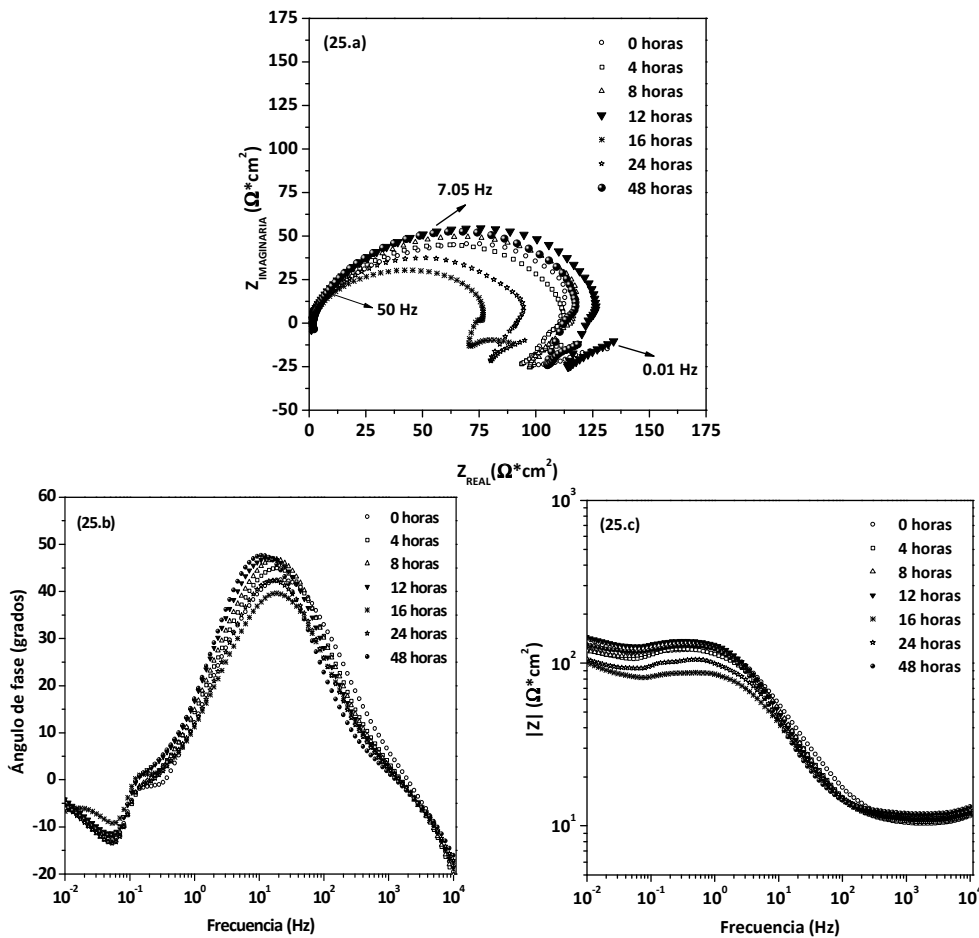 (25.a)
175
150
125
100
75
50
25
0
-25
-50
Z_IMAGINARIA (Ω*cm²)
0 horas
4 horas
8 horas
12 horas
16 horas
24 horas
48 horas
7.05 Hz
50 Hz
0.01 Hz
0 25 50 75 100 125 150 175
Z_REAL(Ω*cm²)
(25.b)
60
50
40
30
20
10
0
-10
-20
Ángulo de fase (grados)
0 horas
4 horas
8 horas
12 horas
16 horas
24 horas
48 horas
10⁻² 10⁻¹ 10⁰ 10¹ 10² 10³ 10⁴
Frecuencia (Hz)
(25.c)
10³
10²
10¹
|Z| (Ω*cm²)
0 horas
4 horas
8 horas
12 horas
16 horas
24 horas
48 horas
10⁻² 10⁻¹ 10⁰ 10¹ 10² 10³ 10⁴
Frecuencia (Hz)